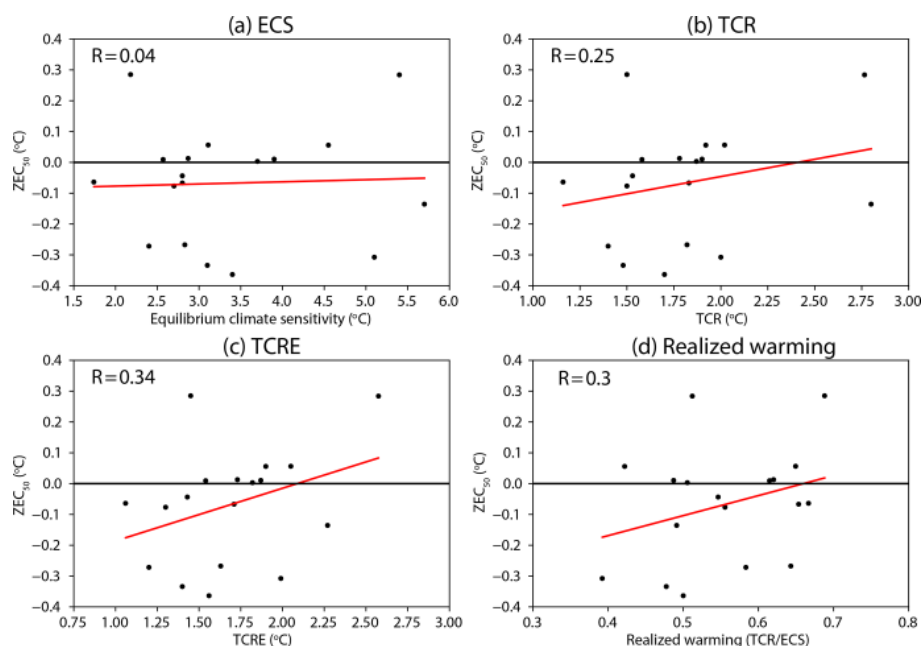 (a) ECS
R=0.04
ZEC50 (°C)
0.4
0.3
0.2
0.1
0.0
−0.1
−0.2
−0.3
−0.4
1.5 2.0 2.5 3.0 3.5 4.0 4.5 5.0 5.5 6.0
Equilibrium climate sensitivity (°C)
(b) TCR
R=0.25
ZEC50 (°C)
0.4
0.3
0.2
0.1
0.0
−0.1
−0.2
−0.3
−0.4
1.00 1.25 1.50 1.75 2.00 2.25 2.50 2.75 3.00
TCR (°C)
(c) TCRE
R=0.34
ZEC50 (°C)
0.4
0.3
0.2
0.1
0.0
−0.1
−0.2
−0.3
−0.4
0.75 1.00 1.25 1.50 1.75 2.00 2.25 2.50 2.75 3.00
TCRE (°C)
(d) Realized warming
R=0.3
ZEC50 (°C)
0.4
0.3
0.2
0.1
0.0
−0.1
−0.2
−0.3
−0.4
0.3 0.4 0.5 0.6 0.7 0.8
Realized warming (TCR/ECS)